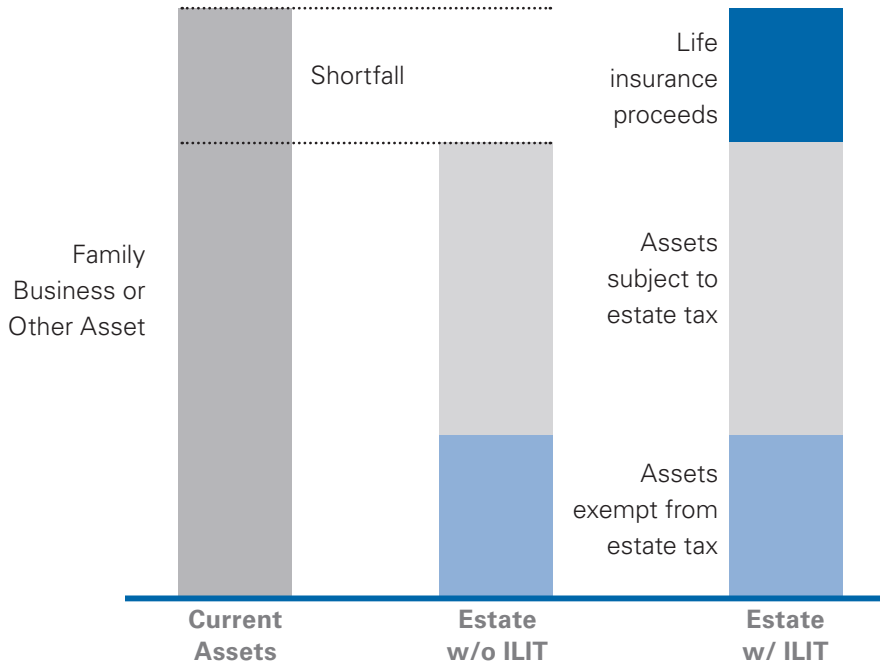 Shortfall
Family
Business or
Other Asset
Life
insurance
proceeds
Assets
subject to
estate tax
Assets
exempt from
estate tax
Current
Assets
Estate
w/o ILIT
Estate
w/ ILIT